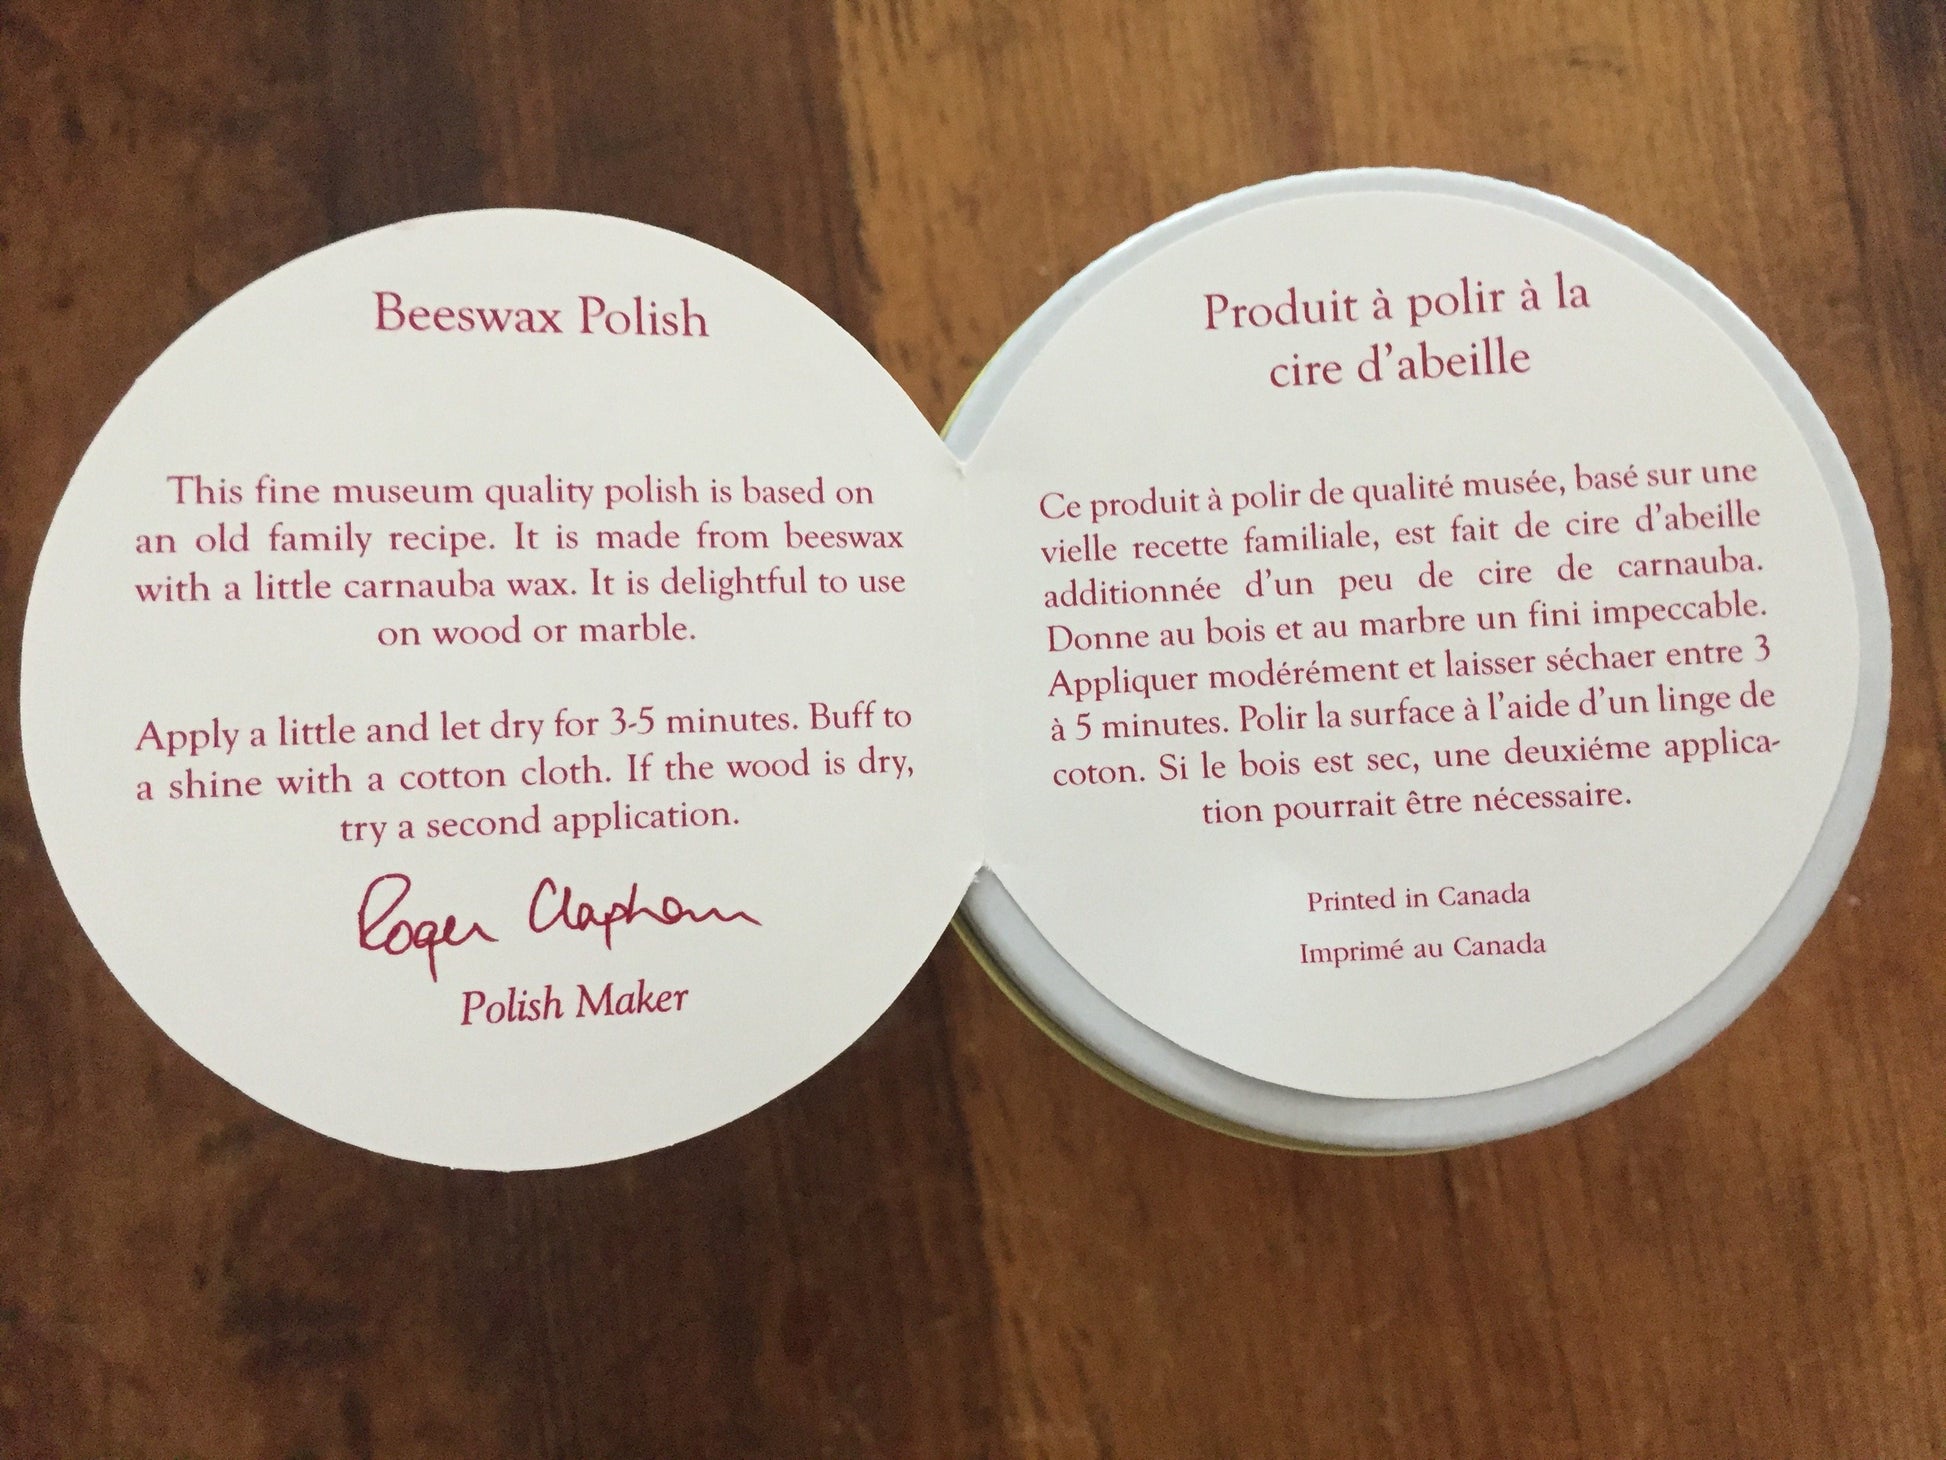 Beeswax Polish
This fine museum quality polish is based on
an old family recipe. It is made from beeswax
with a little carnauba wax. It is delightful to use
on wood or marble.
Apply a little and let dry for 3-5 minutes. Buff to
a shine with a cotton cloth. If the wood is dry,
try a second application.
Roger Clapham
Polish Maker
Produit à polir à la
cire d'abeille
Ce produit à polir de qualité musée, basé sur une
vielle recette familiale, est fait de cire d'abeille
additionnée d'un peu de cire de carnauba.
Donne au bois et au marbre un fini impeccable.
Appliquer modérément et laisser séchaer entre 3
à 5 minutes. Polir la surface à l'aide d'un linge de
coton. Si le bois est sec, une deuxiéme applica-
tion pourrait être nécessaire.
Printed in Canada
Imprimé au Canada